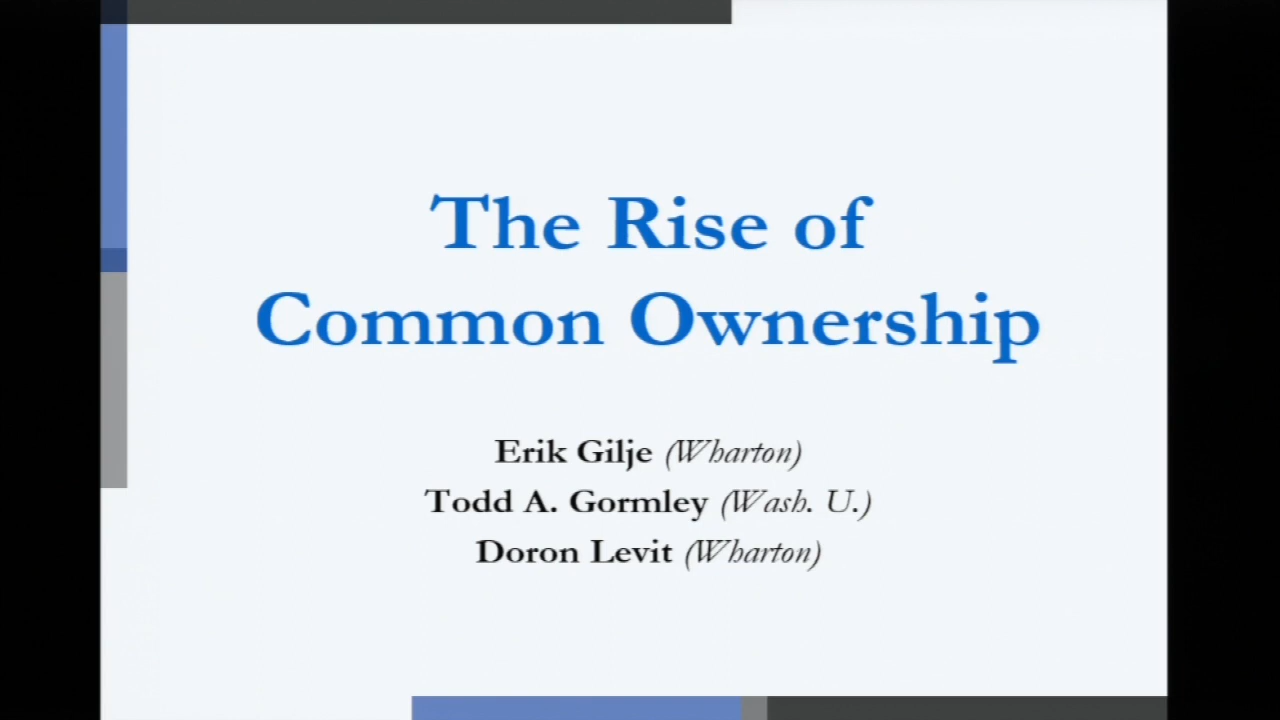 The Rise of
Common Ownership
Erik Gilje (Wharton)
Todd A. Gormley (Wash. U.)
Doron Levit (Wharton)